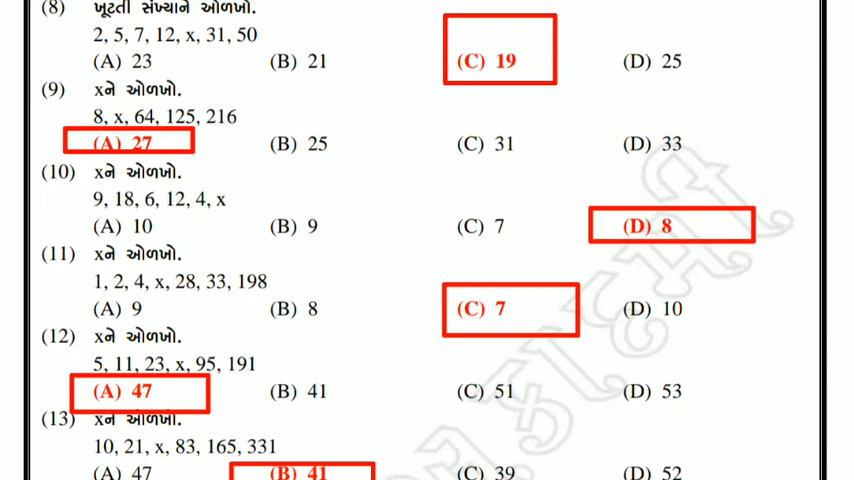 (8) ખૂટતી સંખ્યાને ઓળખો.
2, 5, 7, 12, x, 31, 50
(A) 23 (B) 21 (C) 19 (D) 25
(9) xને ઓળખો.
8, x, 64, 125, 216
(A) 27 (B) 25 (C) 31 (D) 33
(10) xને ઓળખો.
9, 18, 6, 12, 4, x
(A) 10 (B) 9 (C) 7 (D) 8
(11) xને ઓળખો.
1, 2, 4, x, 28, 33, 198
(A) 9 (B) 8 (C) 7 (D) 10
(12) xને ઓળખો.
5, 11, 23, x, 95, 191
(A) 47 (B) 41 (C) 51 (D) 53
(13) xને ઓળખો.
10, 21, x, 83, 165, 331
(A) 47 (B) 41 (C) 39 (D) 52